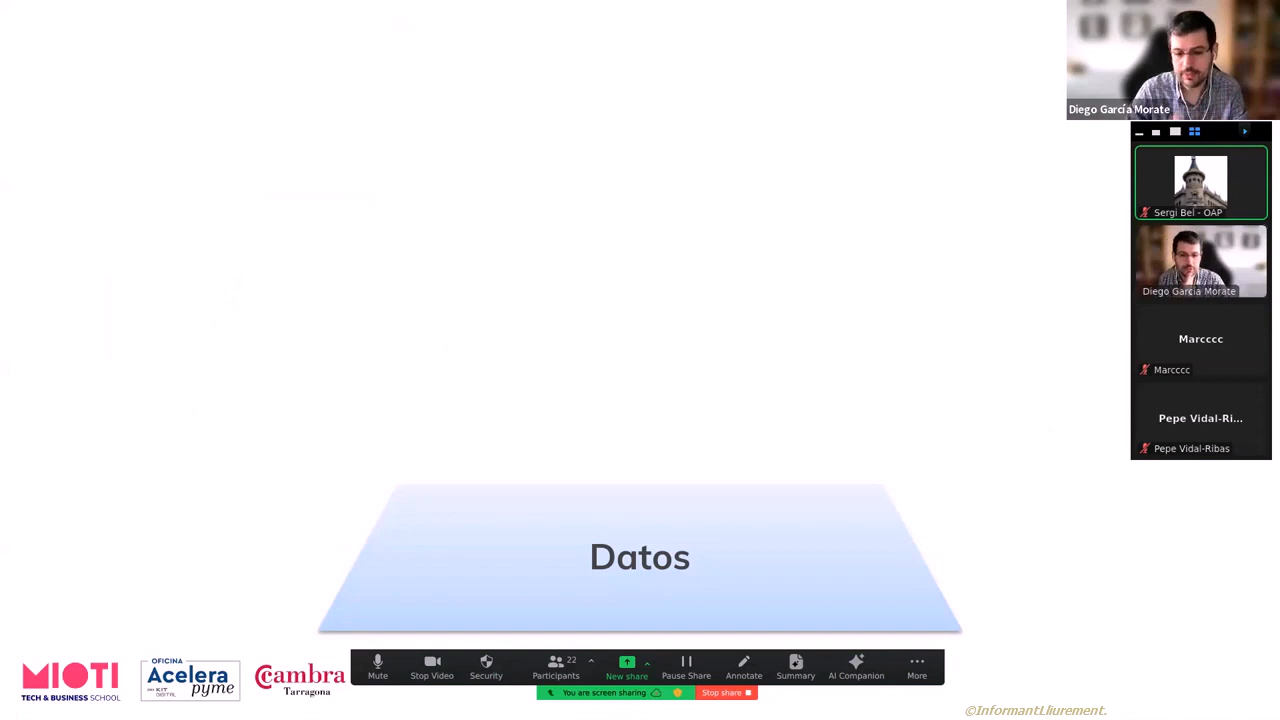 Diego García Morate
Sergi Bel - OAP
Diego García Morate
Marcccc
Marcccc
Pepe Vidal-Ri...
Pepe Vidal-Ribas
Datos
MIOTI
TECH & BUSINESS SCHOOL
OFICINA
Acelera
pyme
KIT
DIGITAL
Cambra
Tarragona
Mute
Stop Video
Security
22
Participants
New share
Pause Share
Annotate
Summary
AI Companion
More
You are screen sharing
Stop share
©InformantLliurement.